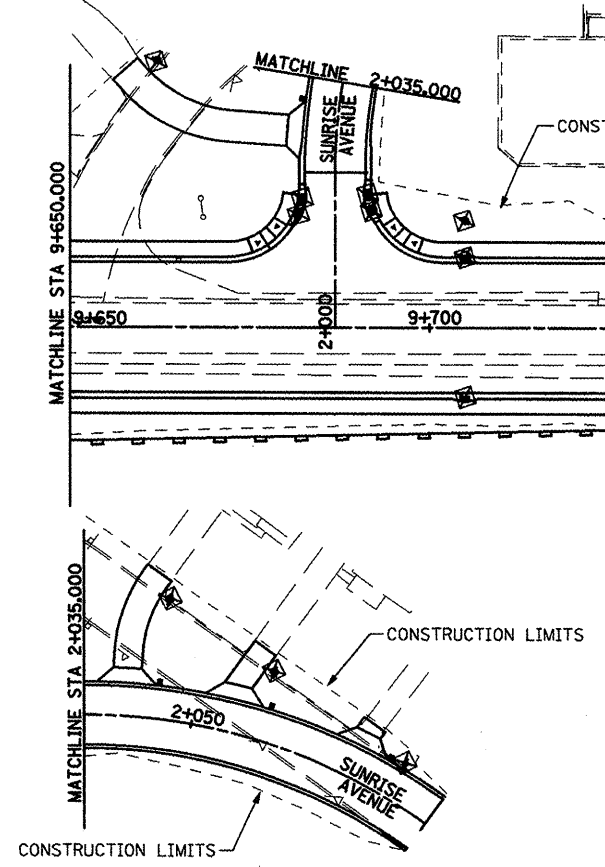 MATCHLINE 2+035.000
SUNRISE
AVENUE
CONST
MATCHLINE STA 9+650.000
9+650
2+000
9+700
MATCHLINE STA 2+035.000
CONSTRUCTION LIMITS
2+050
SUNRISE
AVENUE
CONSTRUCTION LIMITS